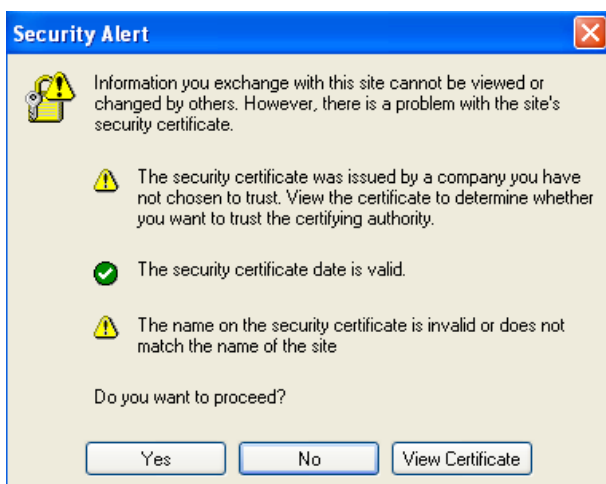 Security Alert
Information you exchange with this site cannot be viewed or
changed by others. However, there is a problem with the site's
security certificate.
The security certificate was issued by a company you have
not chosen to trust. View the certificate to determine whether
you want to trust the certifying authority.
The security certificate date is valid.
The name on the security certificate is invalid or does not
match the name of the site
Do you want to proceed?
Yes No View Certificate